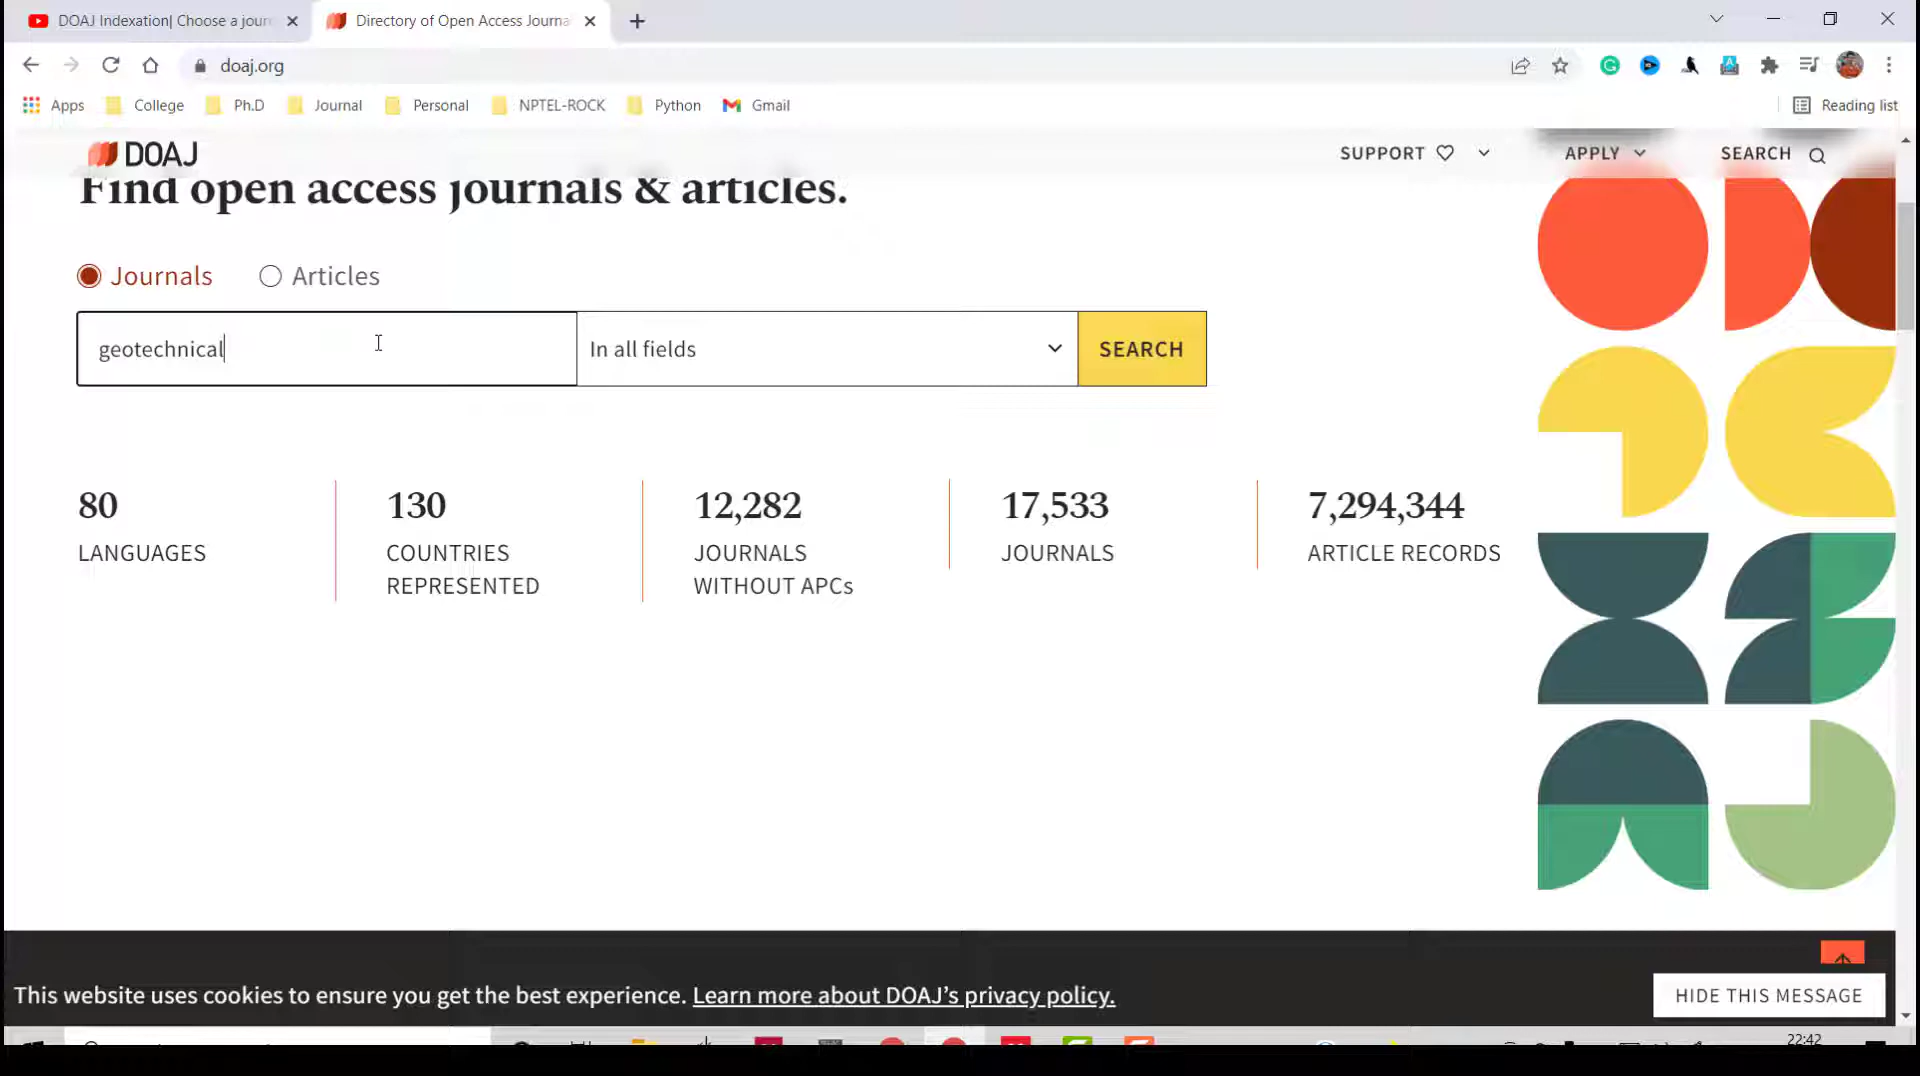 DOAJ Indexation| Choose a jour
Directory of Open Access Journa
doaj.org
Apps
College
Ph.D
Journal
Personal
NPTEL-ROCK
Python
Gmail
Reading list
DOAJ
SUPPORT
APPLY
SEARCH
Find open access journals & articles.
Journals
Articles
geotechnical
In all fields
SEARCH
80
LANGUAGES
130
COUNTRIES
REPRESENTED
12,282
JOURNALS
WITHOUT APCs
17,533
JOURNALS
7,294,344
ARTICLE RECORDS
This website uses cookies to ensure you get the best experience. Learn more about DOAJ’s privacy policy.
HIDE THIS MESSAGE
22:42